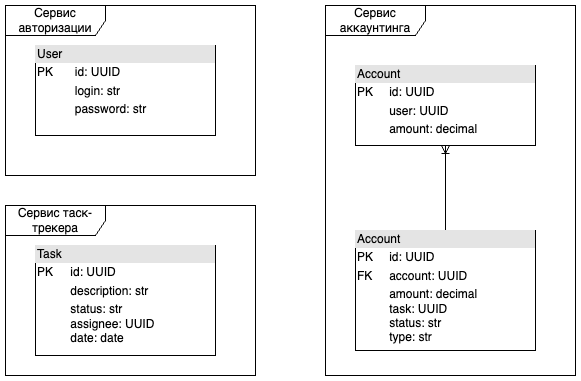 Сервис
авторизации
User
PK id: UUID
login: str
password: str
Сервис
аккаунтинга
Account
PK id: UUID
user: UUID
amount: decimal
Сервис таск-
трекера
Task
PK id: UUID
description: str
status: str
assignee: UUID
date: date
Account
PK id: UUID
FK account: UUID
amount: decimal
task: UUID
status: str
type: str